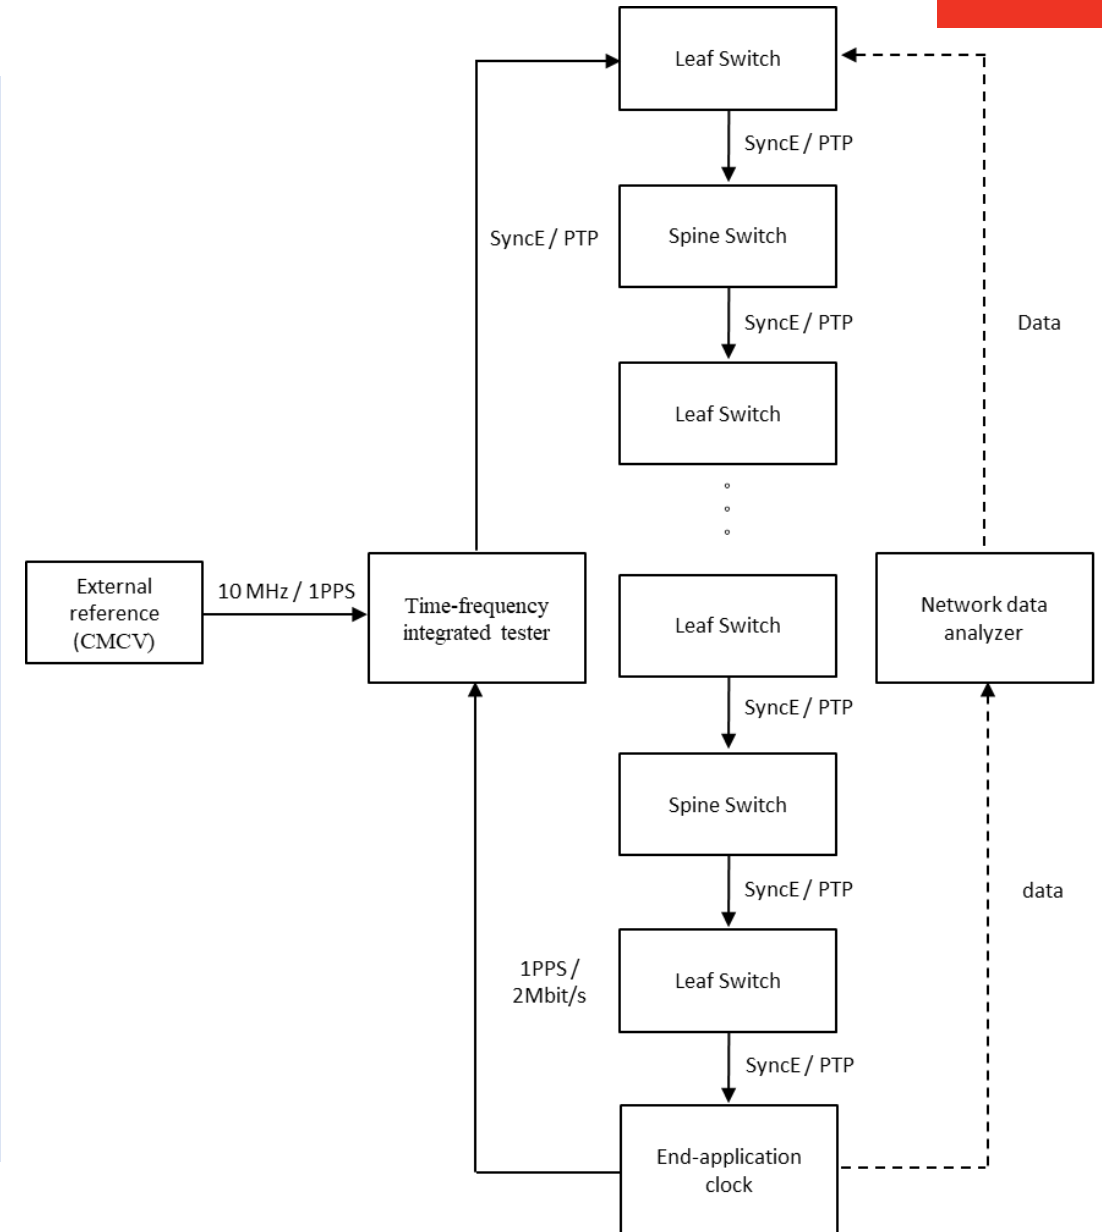 Leaf Switch
SyncE / PTP
Spine Switch
SyncE / PTP
SyncE / PTP
Data
Leaf Switch
External
reference
(CMCV)
10 MHz / 1PPS
Time-frequency
integrated tester
Leaf Switch
Network data
analyzer
SyncE / PTP
Spine Switch
SyncE / PTP
data
1PPS /
2Mbit/s
Leaf Switch
SyncE / PTP
End-application
clock